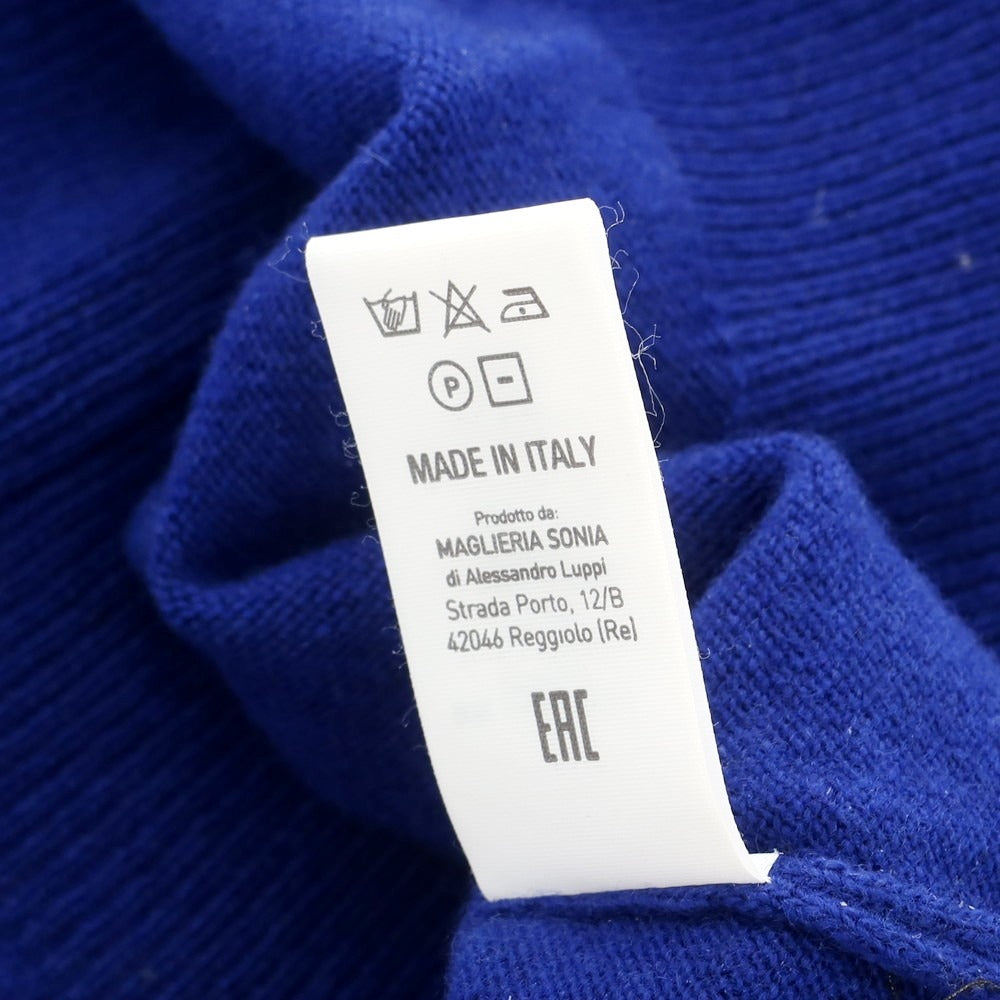 P
MADE IN ITALY
Prodotto da:
MAGLIERIA SONIA
di Alessandro Luppi
Strada Porto, 12/B
42046 Reggiolo (Re)
EAC